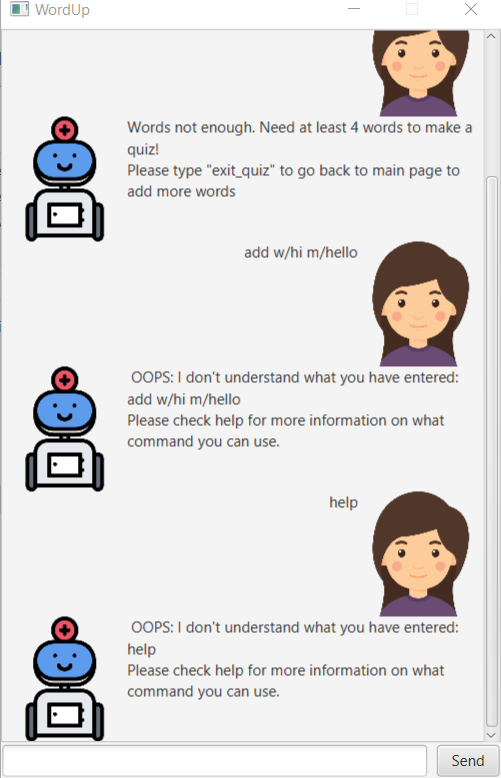 WordUp
Words not enough. Need at least 4 words to make a
quiz!
Please type "exit_quiz" to go back to main page to
add more words
add w/hi m/hello
OOPS: I don't understand what you have entered:
add w/hi m/hello
Please check help for more information on what
command you can use.
help
OOPS: I don't understand what you have entered:
help
Please check help for more information on what
command you can use.
Send